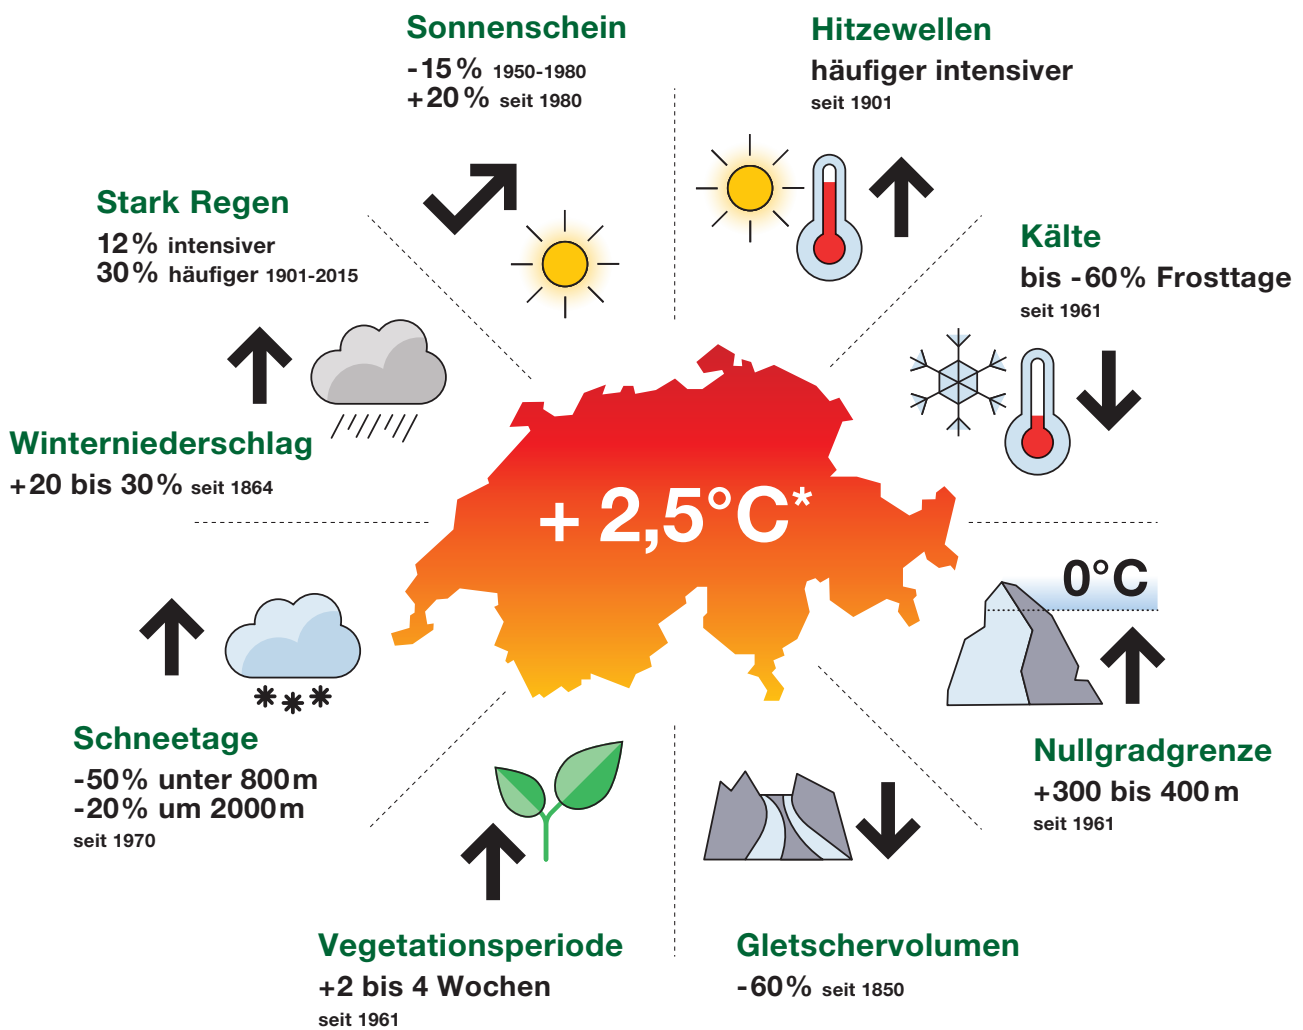 Sonnenschein
-15% 1950-1980
+20% seit 1980
Hitzewellen
häufiger intensiver
seit 1901
Stark Regen
12% intensiver
30% häufiger 1901-2015
Kälte
bis -60% Frosttage
seit 1961
Winterniederschlag
+20 bis 30% seit 1864
+ 2,5°C*
0°C
Schneetage
-50% unter 800m
-20% um 2000m
seit 1970
Nullgradgrenze
+300 bis 400m
seit 1961
Vegetationsperiode
+2 bis 4 Wochen
seit 1961
Gletschervolumen
-60% seit 1850